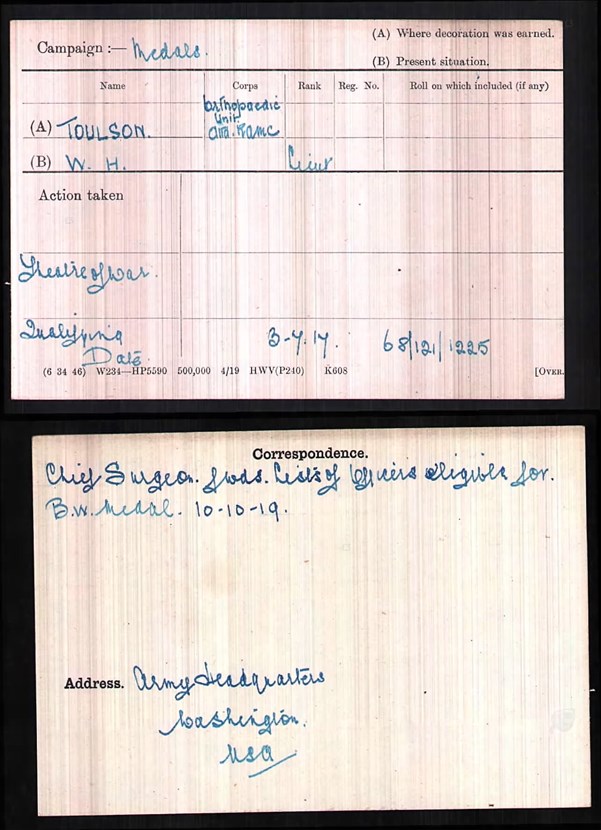 (A) Where decoration was earned.
Campaign :— Medals.
(B) Present situation.
Name Corps Rank Reg. No. Roll on which included (if any)
Orthopaedic
Unit
(A) TOULSON. att. RAMC
(B) W. H. Lieut
Action taken
Theatre of War.
Qualifying
Date 3-7.17. 68/121/1225
(6 34 46) W234—HP5590 500,000 4/19 HWV(P240) K608 [OVER.
Correspondence.
Chief Surgeon. fwds. Lists of Officers eligible for.
B.W. Medal. 10-10-19.
Address. Army Headquarters
Washington.
USA